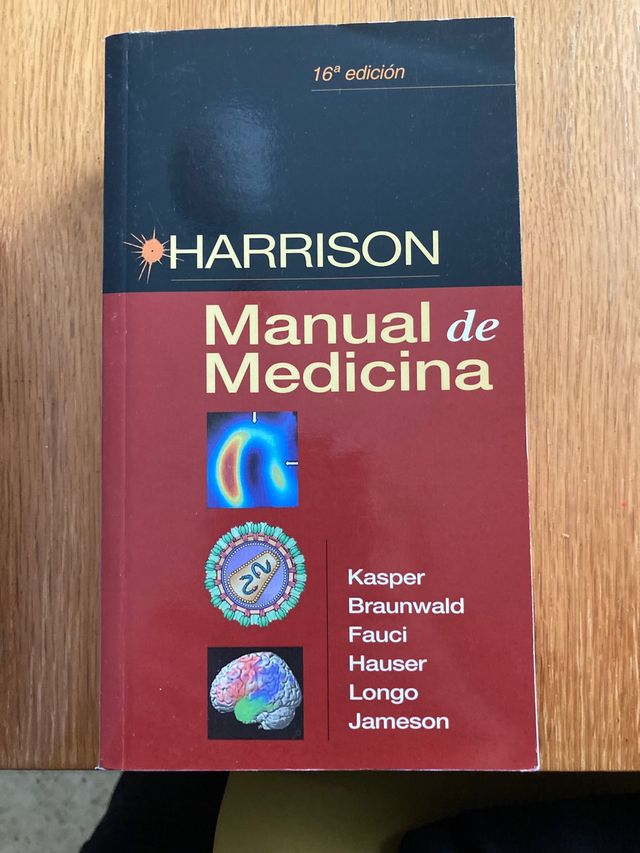 16ª edición
HARRISON
Manual de
Medicina
Kasper
Braunwald
Fauci
Hauser
Longo
Jameson